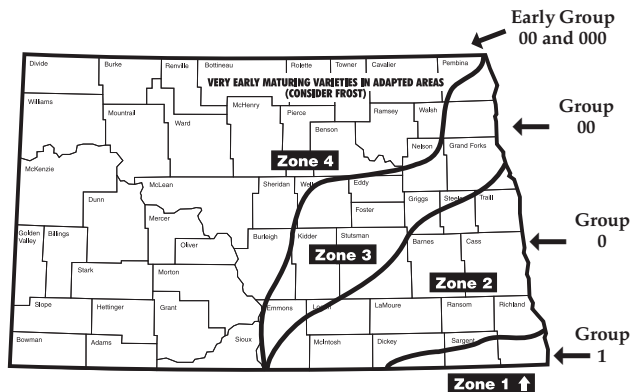 Early Group
00 and 000
Divide
Burke
Renville
Bottineau
Rolette
Towner
Cavalier
Pembina
VERY EARLY MATURING VARIETIES IN ADAPTED AREAS
(CONSIDER FROST)
Williams
Mountrail
Ward
McHenry
Pierce
Benson
Ramsey
Walsh
Group
00
Nelson
Grand Forks
Zone 4
McKenzie
McLean
Sheridan
Wells
Eddy
Foster
Griggs
Steele
Traill
Dunn
Mercer
Oliver
Golden
Valley
Billings
Burleigh
Kidder
Stutsman
Barnes
Cass
Group
0
Zone 3
Zone 2
Stark
Morton
Slope
Hettinger
Grant
Emmons
Logan
LaMoure
Ransom
Richland
Bowman
Adams
Sioux
McIntosh
Dickey
Sargent
Group
1
Zone 1